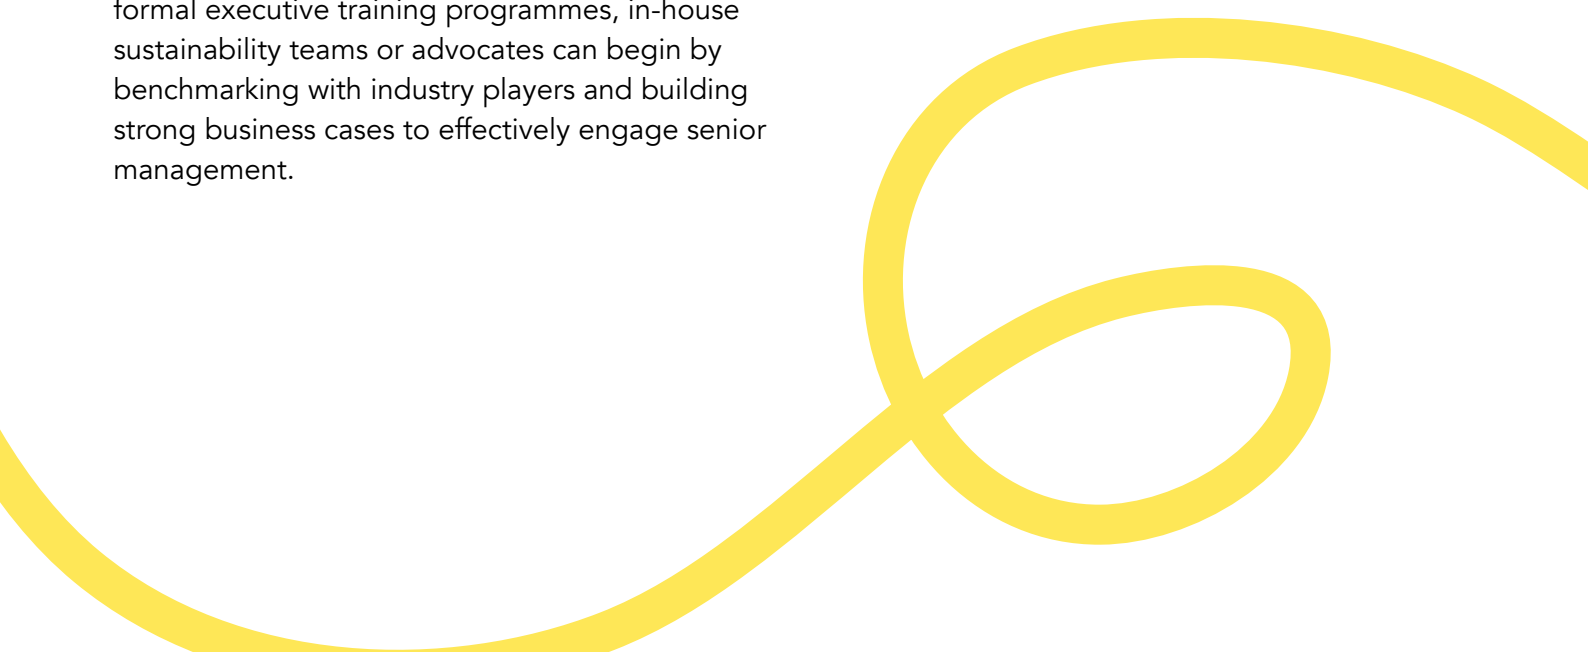 formal executive training programmes, in-house
sustainability teams or advocates can begin by
benchmarking with industry players and building
strong business cases to effectively engage senior
management.